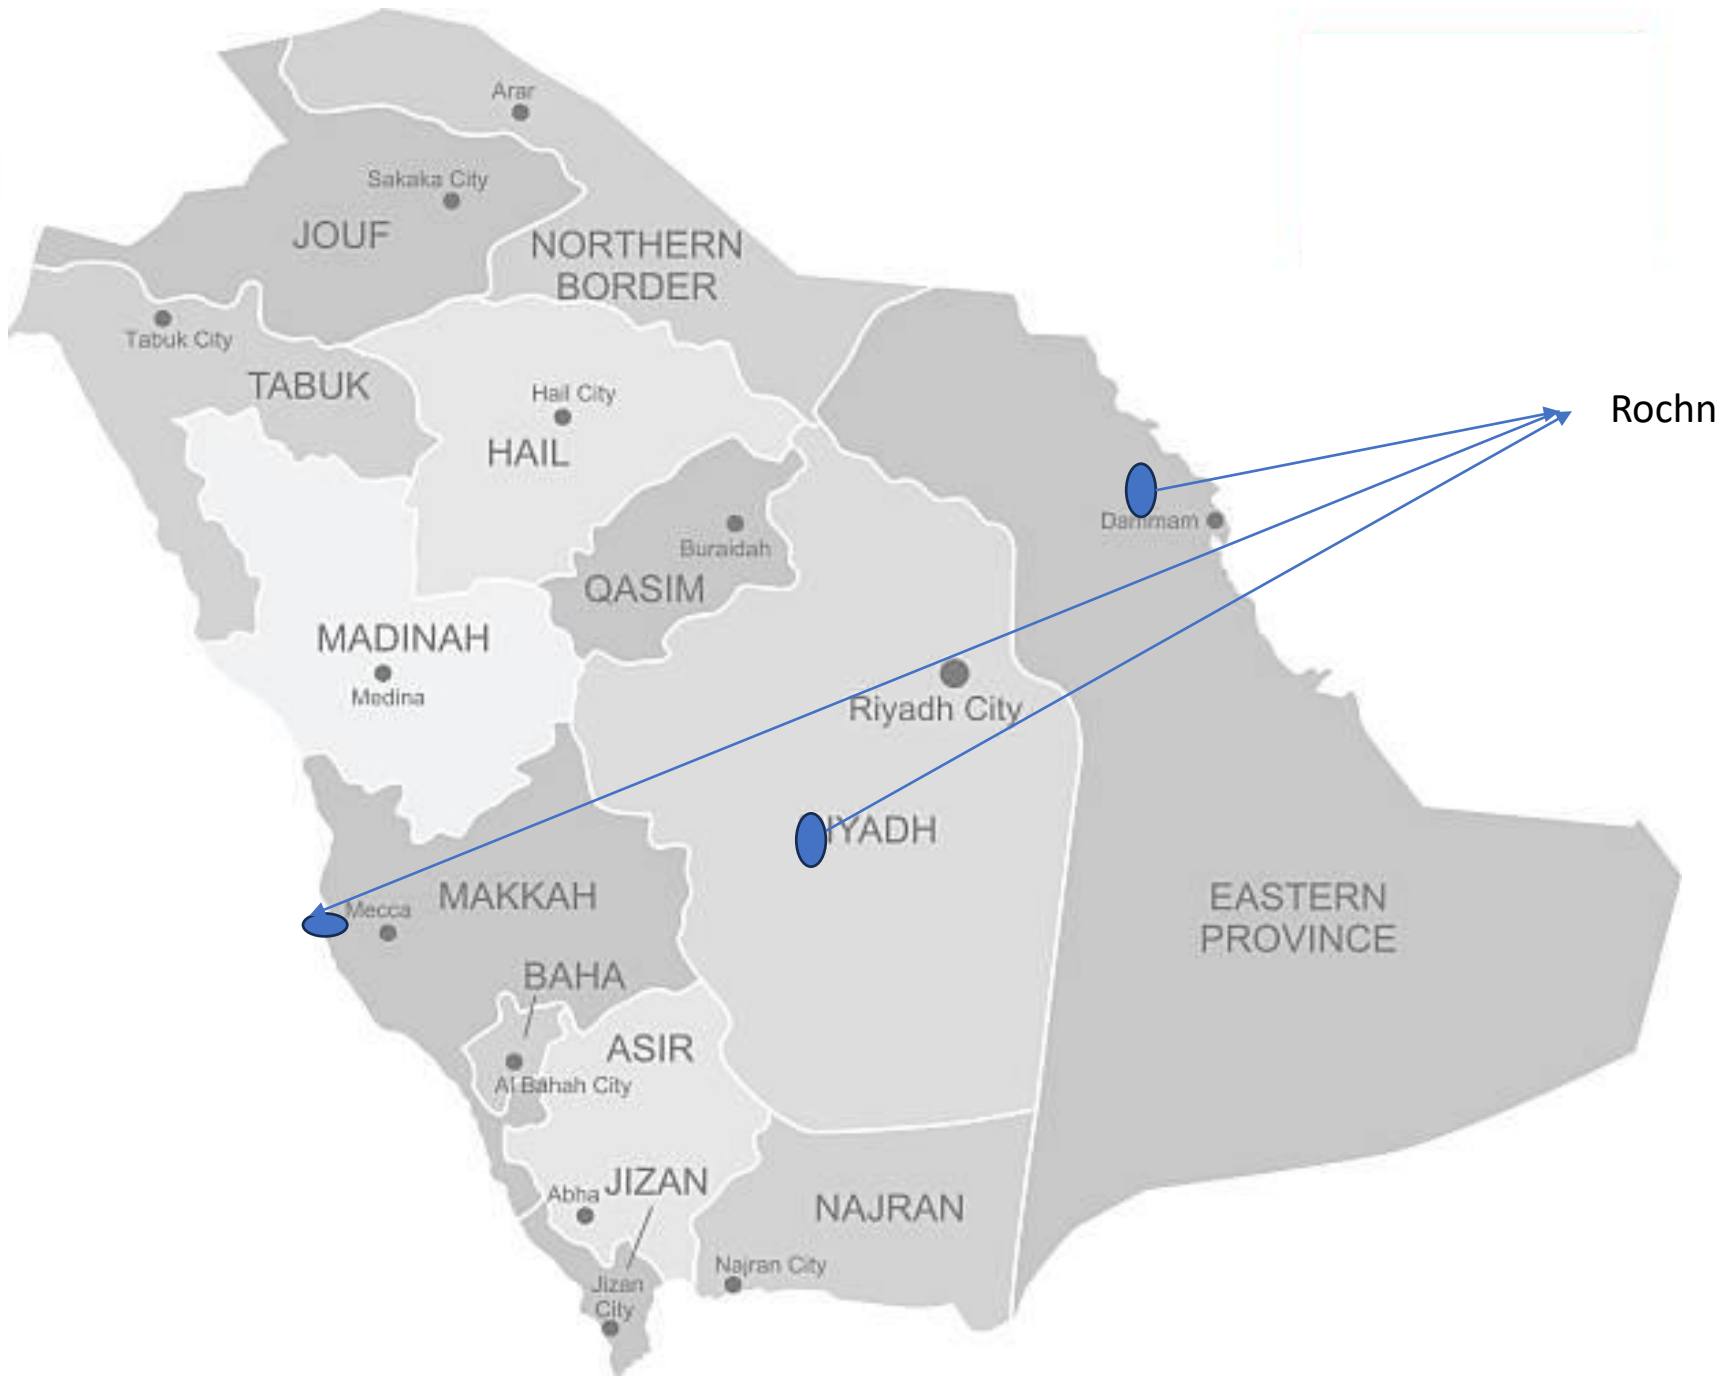 Arar
Sakaka City
JOUF
NORTHERN
BORDER
Tabuk City
TABUK
Hail City
HAIL
Rochn
Dammam
Buraidah
QASIM
MADINAH
Medina
Riyadh City
IYADH
MAKKAH
Mecca
EASTERN
PROVINCE
BAHA
ASIR
Al Bahah City
JIZAN
Abha
NAJRAN
Najran City
Jizan
City